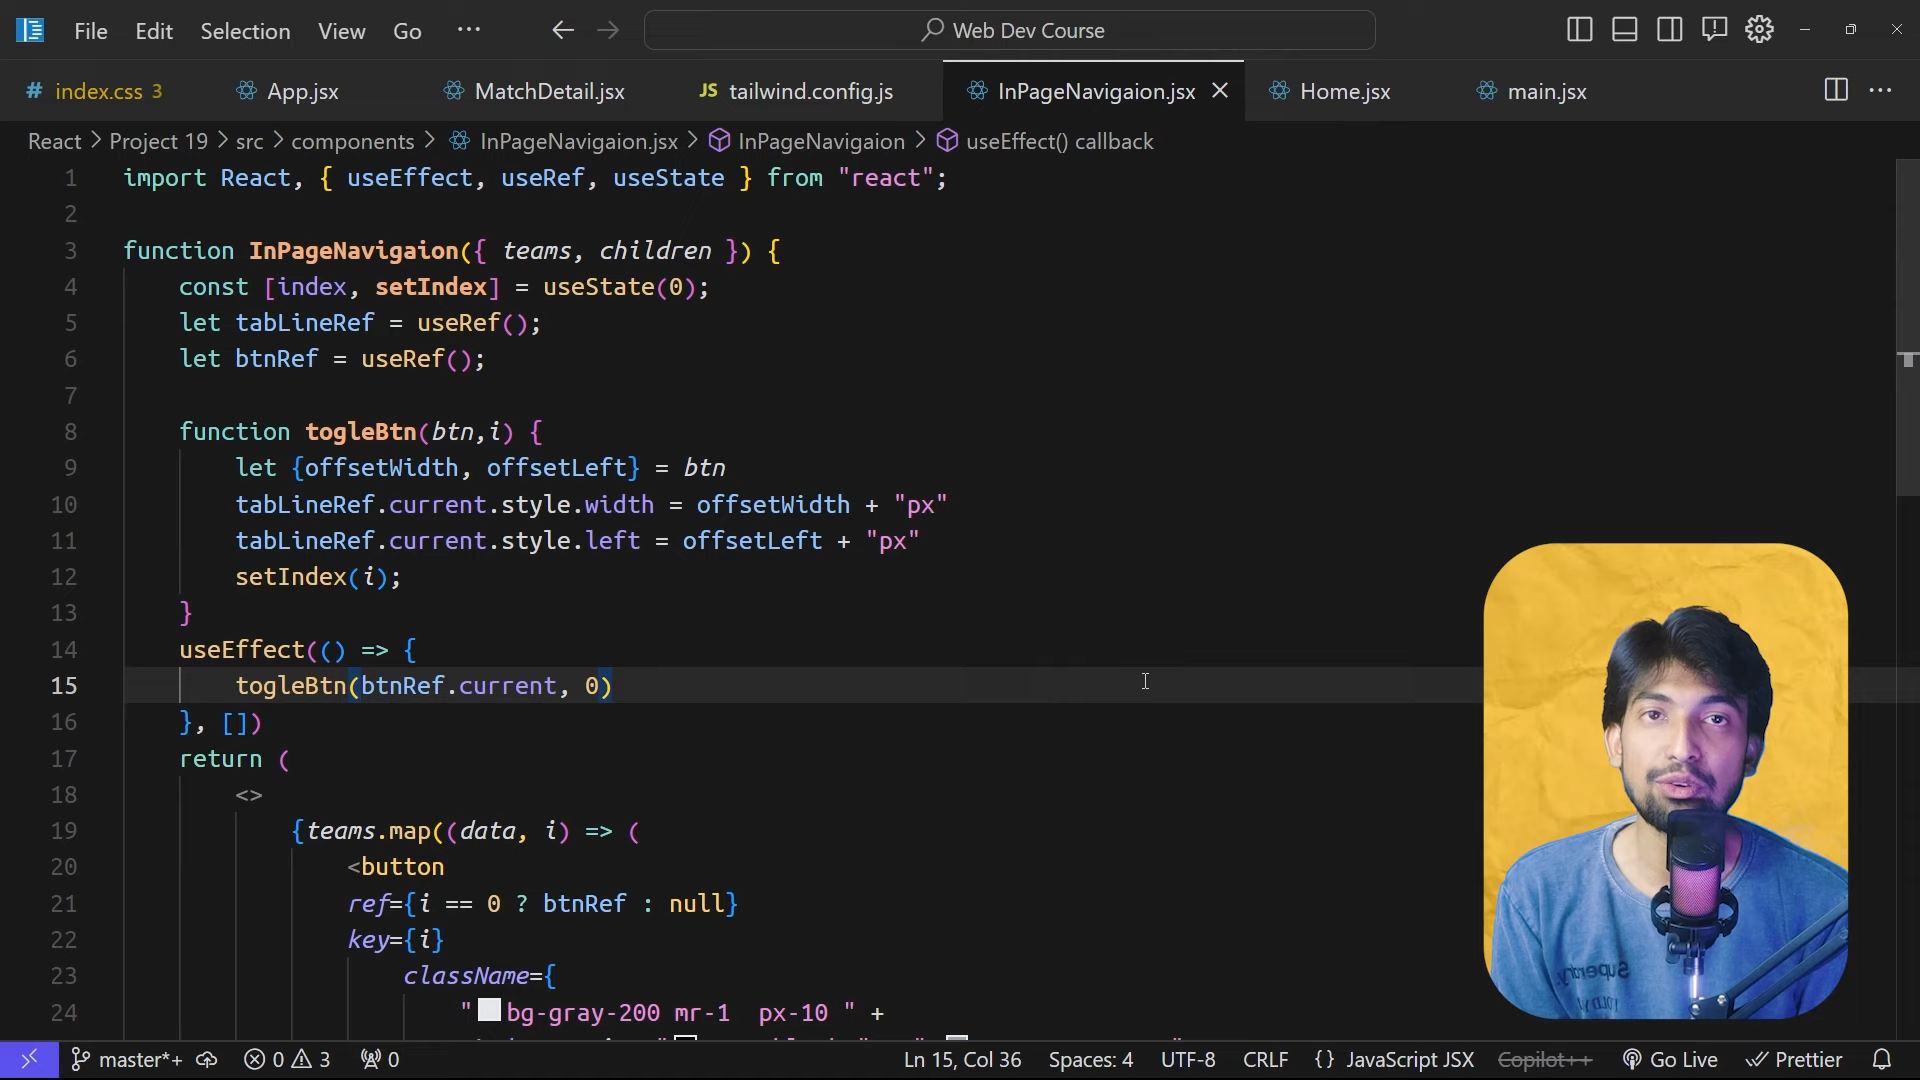 File Edit Selection View Go ··· Web Dev Course
# index.css 3 App.jsx MatchDetail.jsx JS tailwind.config.js InPageNavigaion.jsx Home.jsx main.jsx
React > Project 19 > src > components > InPageNavigaion.jsx > InPageNavigaion > useEffect() callback
1 import React, { useEffect, useRef, useState } from "react";
2
3 function InPageNavigaion({ teams, children }) {
4 const [index, setIndex] = useState(0);
5 let tabLineRef = useRef();
6 let btnRef = useRef();
7
8 function togleBtn(btn,i) {
9 let {offsetWidth, offsetLeft} = btn
10 tabLineRef.current.style.width = offsetWidth + "px"
11 tabLineRef.current.style.left = offsetLeft + "px"
12 setIndex(i);
13 }
14 useEffect(() => {
15 togleBtn(btnRef.current, 0)
16 }, [])
17 return (
18 <>
19 {teams.map((data, i) => (
20 <button
21 ref={i == 0 ? btnRef : null}
22 key={i}
23 className={
24 "bg-gray-200 mr-1  px-10 " +
master*+ 0 3 0 Ln 15, Col 36 Spaces: 4 UTF-8 CRLF {} JavaScript JSX Copilot++ Go Live Prettier